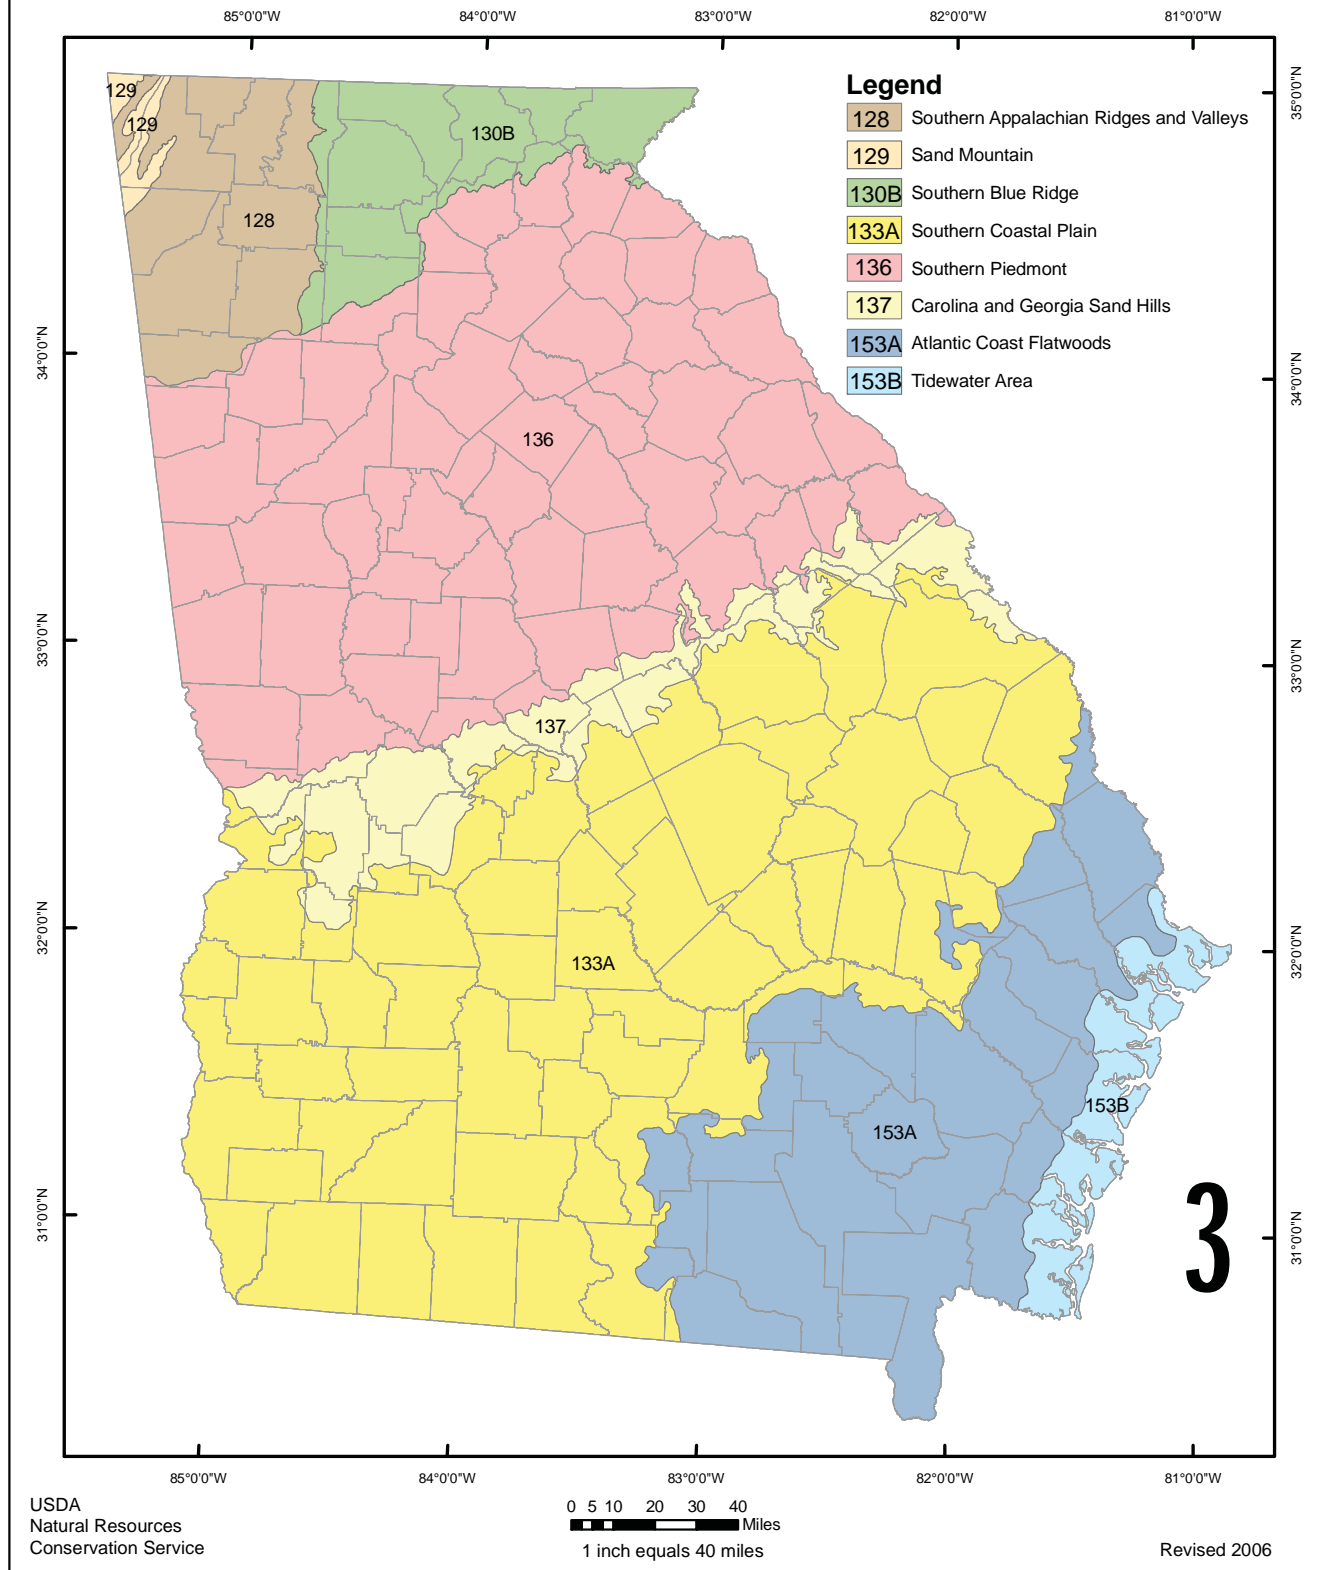 85°0'0"W 84°0'0"W 83°0'0"W 82°0'0"W 81°0'0"W
35°0'0"N
34°0'0"N
34°0'0"N
33°0'0"N
33°0'0"N
32°0'0"N
32°0'0"N
31°0'0"N
31°0'0"N
Legend
128 Southern Appalachian Ridges and Valleys
129 Sand Mountain
130B Southern Blue Ridge
133A Southern Coastal Plain
136 Southern Piedmont
137 Carolina and Georgia Sand Hills
153A Atlantic Coast Flatwoods
153B Tidewater Area
129
129
130B
128
136
137
133A
153B
153A
3
85°0'0"W 84°0'0"W 83°0'0"W 82°0'0"W 81°0'0"W
USDA
Natural Resources
Conservation Service
0 5 10 20 30 40
Miles
1 inch equals 40 miles
Revised 2006